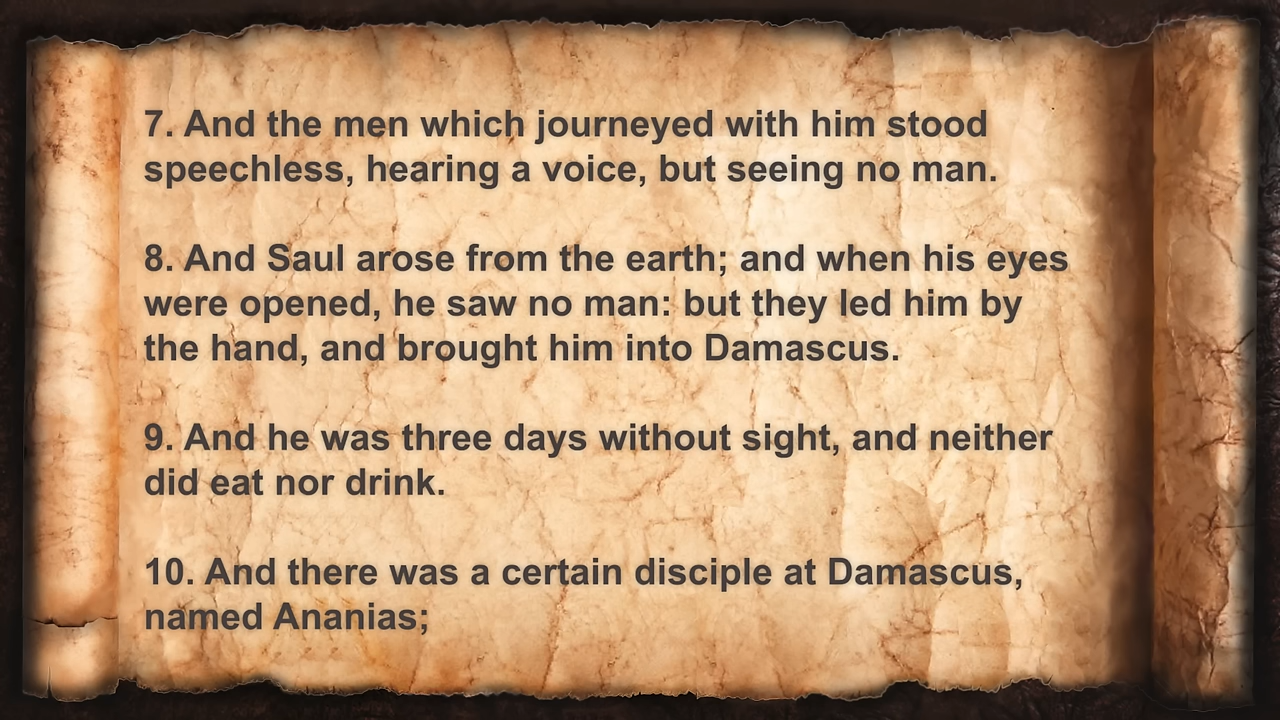 7. And the men which journeyed with him stood
speechless, hearing a voice, but seeing no man.
8. And Saul arose from the earth; and when his eyes
were opened, he saw no man: but they led him by
the hand, and brought him into Damascus.
9. And he was three days without sight, and neither
did eat nor drink.
10. And there was a certain disciple at Damascus,
named Ananias;